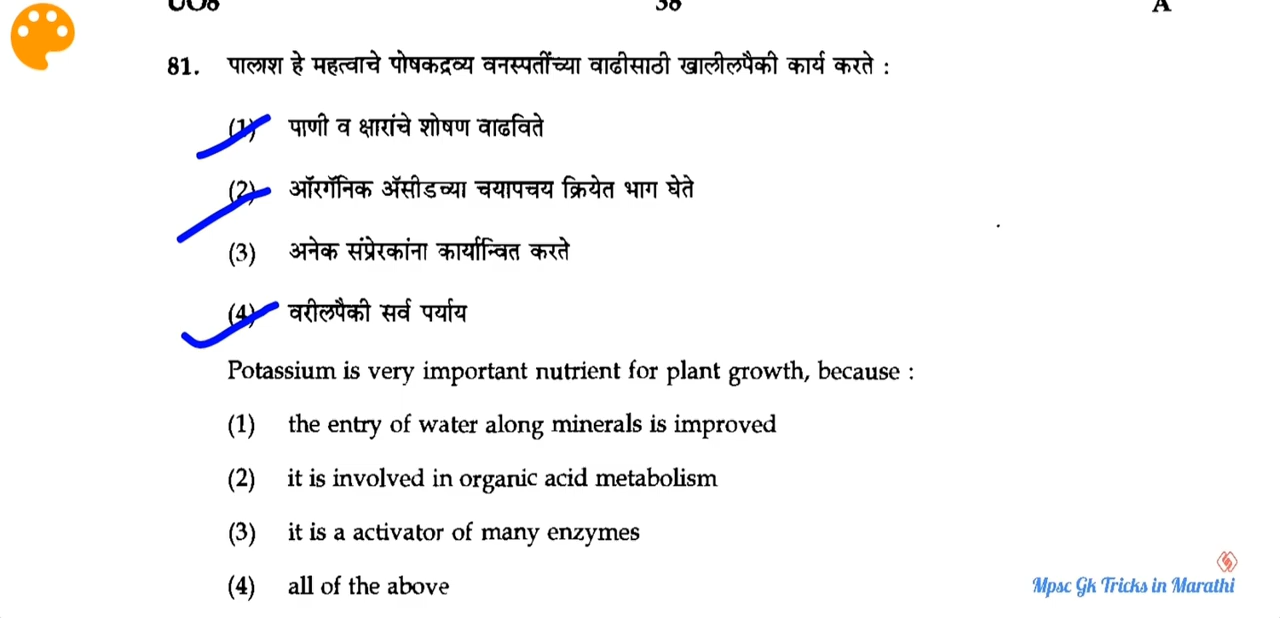 38
A
81. पालाश हे महत्वाचे पोषकद्रव्य वनस्पतींच्या वाढीसाठी खालीलपैकी कार्य करते :
(1) पाणी व क्षारांचे शोषण वाढविते
(2) ऑरगॅनिक ॲसीडच्या चयापचय क्रियेत भाग घेते
(3) अनेक संप्रेरकांना कार्यान्वित करते
(4) वरीलपैकी सर्व पर्याय
Potassium is very important nutrient for plant growth, because :
(1) the entry of water along minerals is improved
(2) it is involved in organic acid metabolism
(3) it is a activator of many enzymes
(4) all of the above
Mpsc Gk Tricks in Marathi